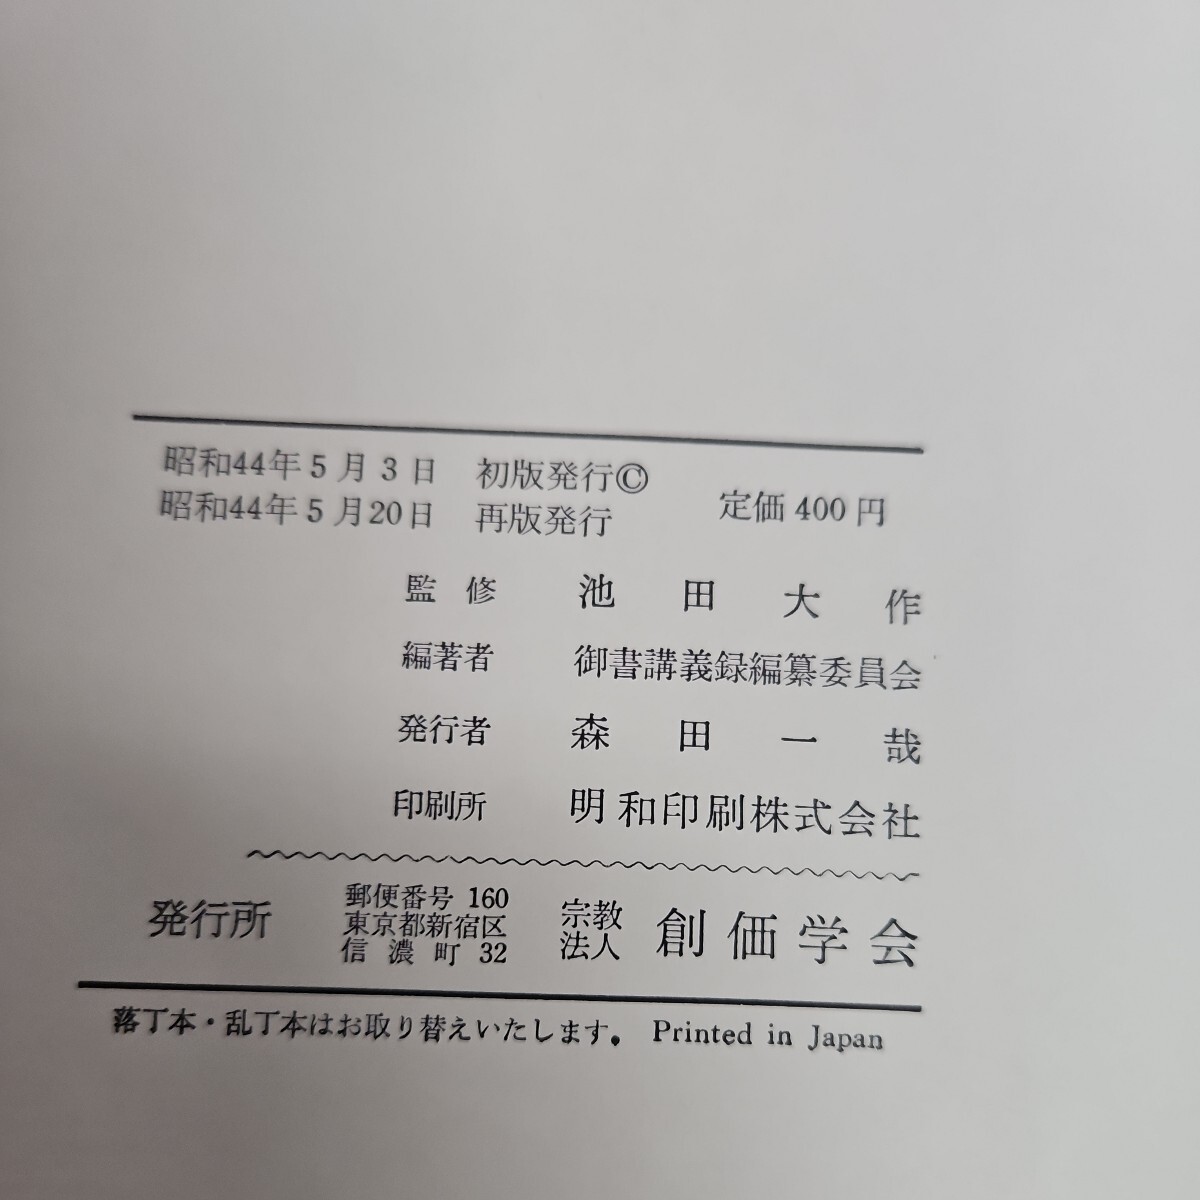 昭和44年5月3日 初版発行©
昭和44年5月20日 再版発行
定価400円
監修 池田大作
編著者 御書講義録編纂委員会
発行者 森田一哉
印刷所 明和印刷株式会社
発行所
郵便番号 160
東京都新宿区
信濃町 32
宗教法人 創価学会
落丁本・乱丁本はお取り替えいたします。 Printed in Japan